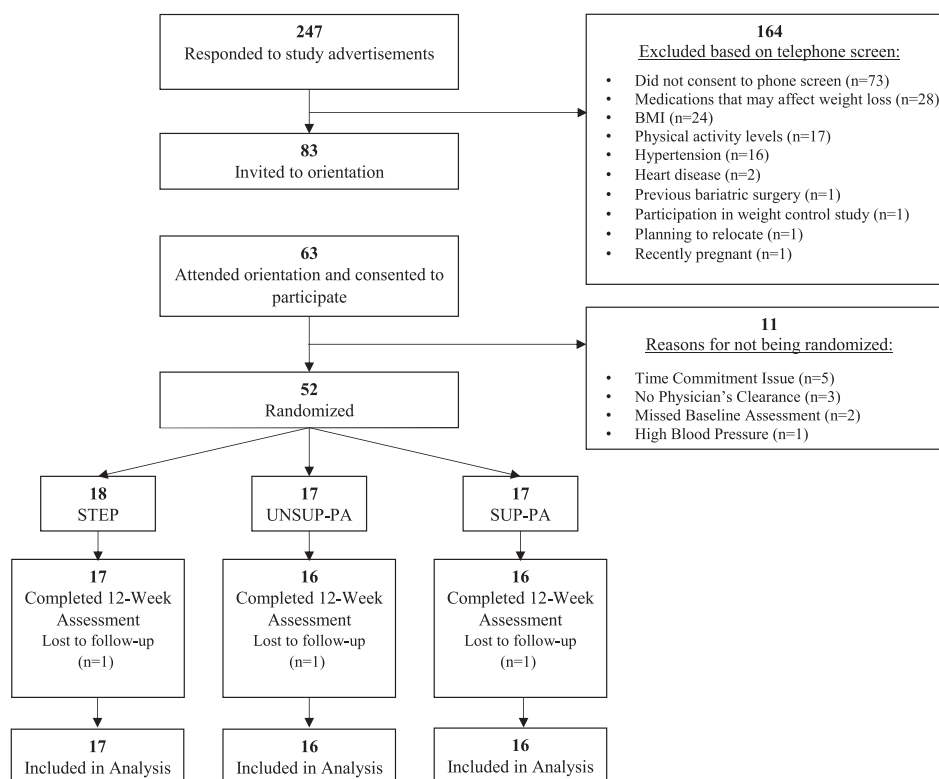 247
Responded to study advertisements
164
Excluded based on telephone screen:
• Did not consent to phone screen (n=73)
• Medications that may affect weight loss (n=28)
• BMI (n=24)
• Physical activity levels (n=17)
• Hypertension (n=16)
• Heart disease (n=2)
• Previous bariatric surgery (n=1)
• Participation in weight control study (n=1)
• Planning to relocate (n=1)
• Recently pregnant (n=1)
83
Invited to orientation
63
Attended orientation and consented to
participate
11
Reasons for not being randomized:
• Time Commitment Issue (n=5)
• No Physician's Clearance (n=3)
• Missed Baseline Assessment (n=2)
• High Blood Pressure (n=1)
52
Randomized
18
STEP
17
UNSUP-PA
17
SUP-PA
17
Completed 12-Week
Assessment
Lost to follow-up
(n=1)
16
Completed 12-Week
Assessment
Lost to follow-up
(n=1)
16
Completed 12-Week
Assessment
Lost to follow-up
(n=1)
17
Included in Analysis
16
Included in Analysis
16
Included in Analysis